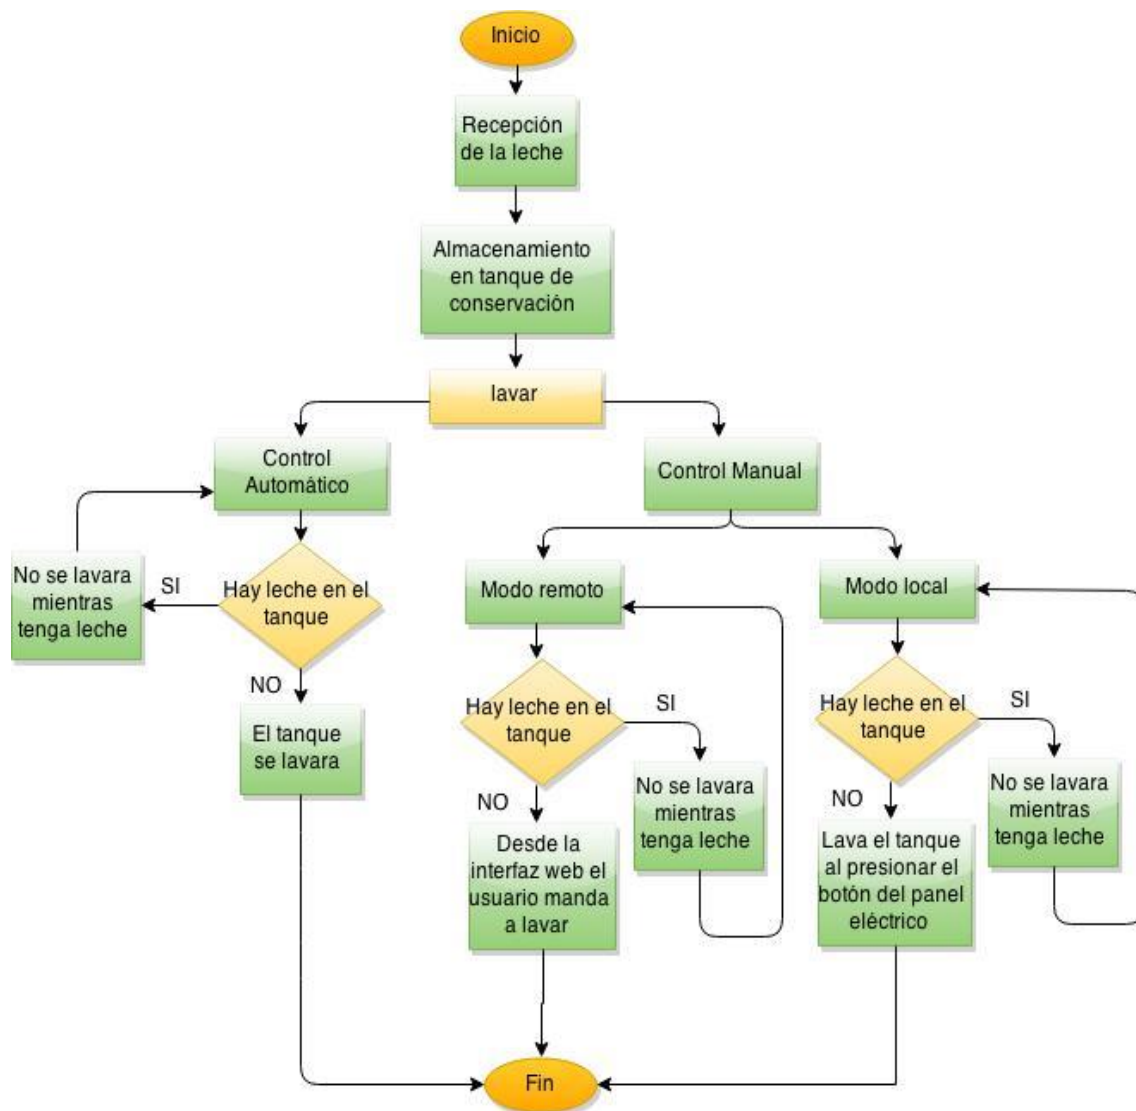 Inicio
Recepción
de la leche
Almacenamiento
en tanque de
conservación
lavar
Control
Automático
Control Manual
No se lavara
mientras
tenga leche
SI
Hay leche en el
tanque
NO
El tanque
se lavara
Modo remoto
Hay leche en el
tanque
SI
No se lavara
mientras
tenga leche
NO
Desde la
interfaz web el
usuario manda
a lavar
Modo local
Hay leche en el
tanque
SI
No se lavara
mientras
tenga leche
NO
Lava el tanque
al presionar el
botón del panel
eléctrico
Fin